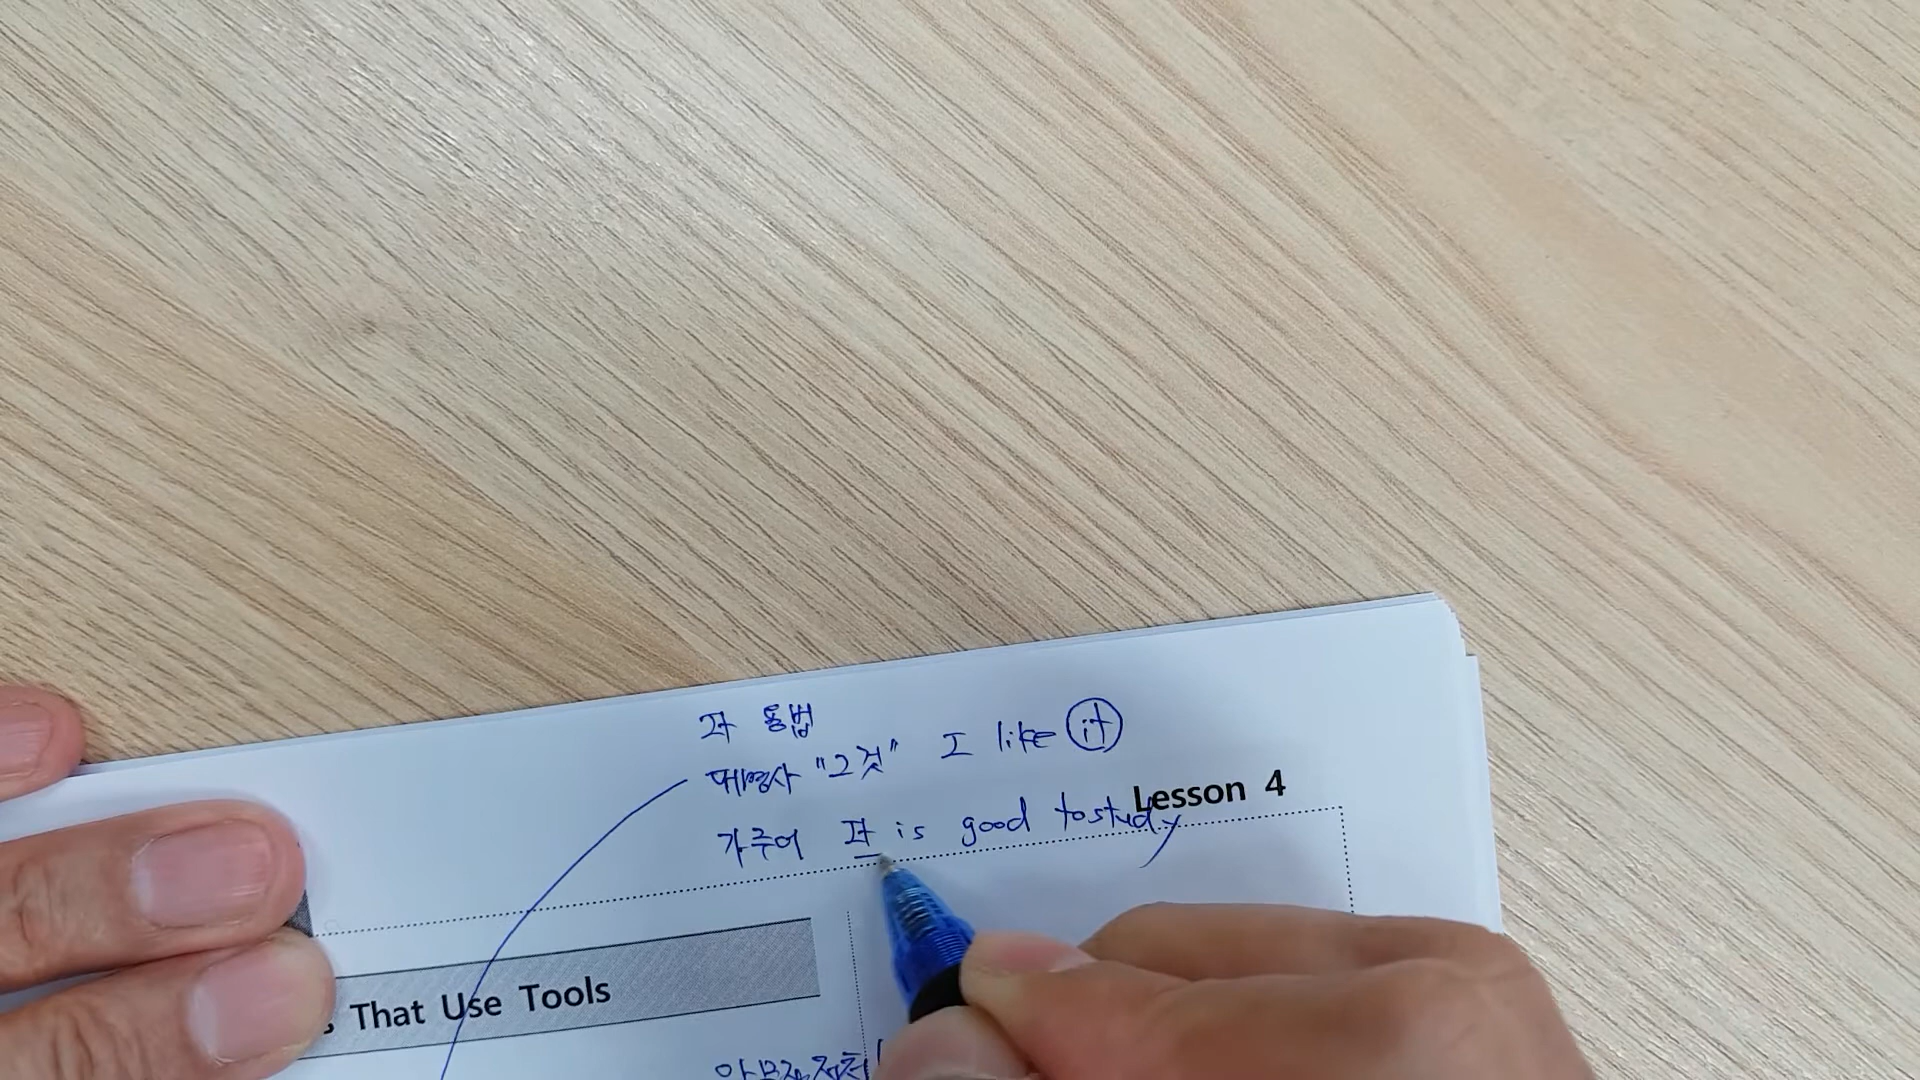 It 용법
대명사 "그것" I like it
Lesson 4
가주어 It is good to study
That Use Tools